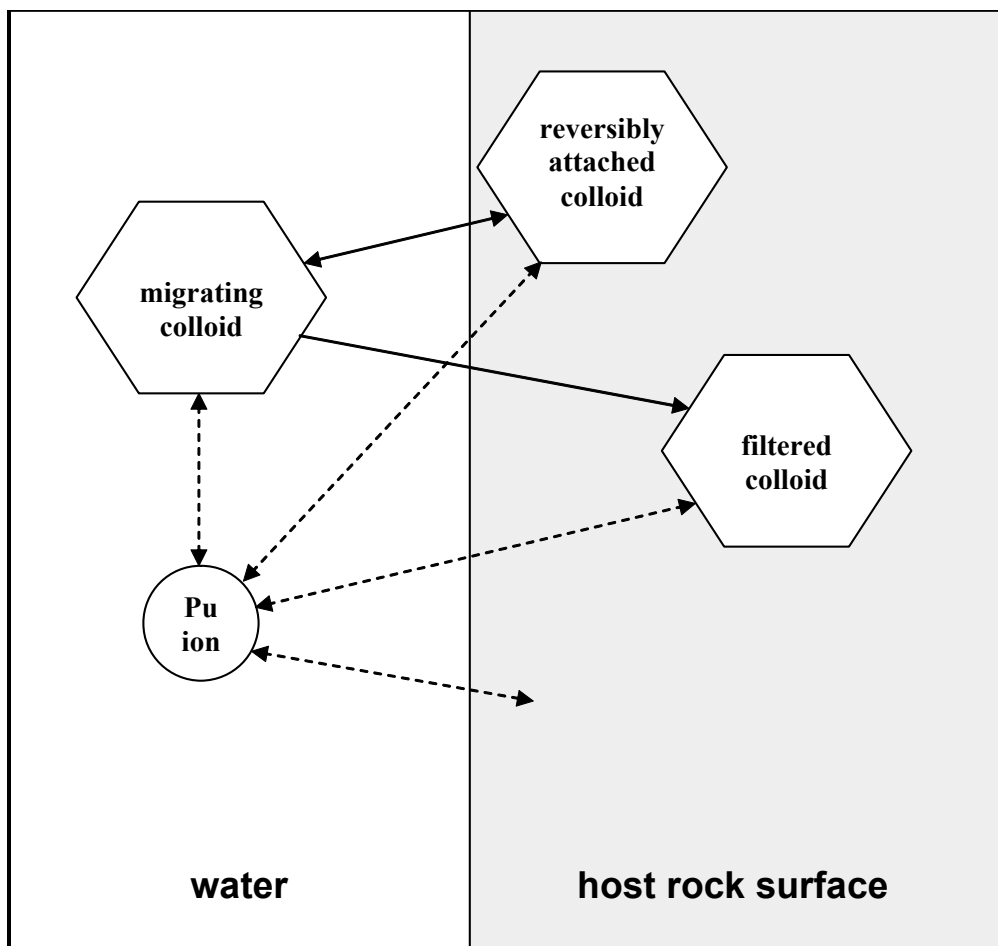 reversibly
attached
colloid
migrating
colloid
filtered
colloid
Pu
ion
water
host rock surface